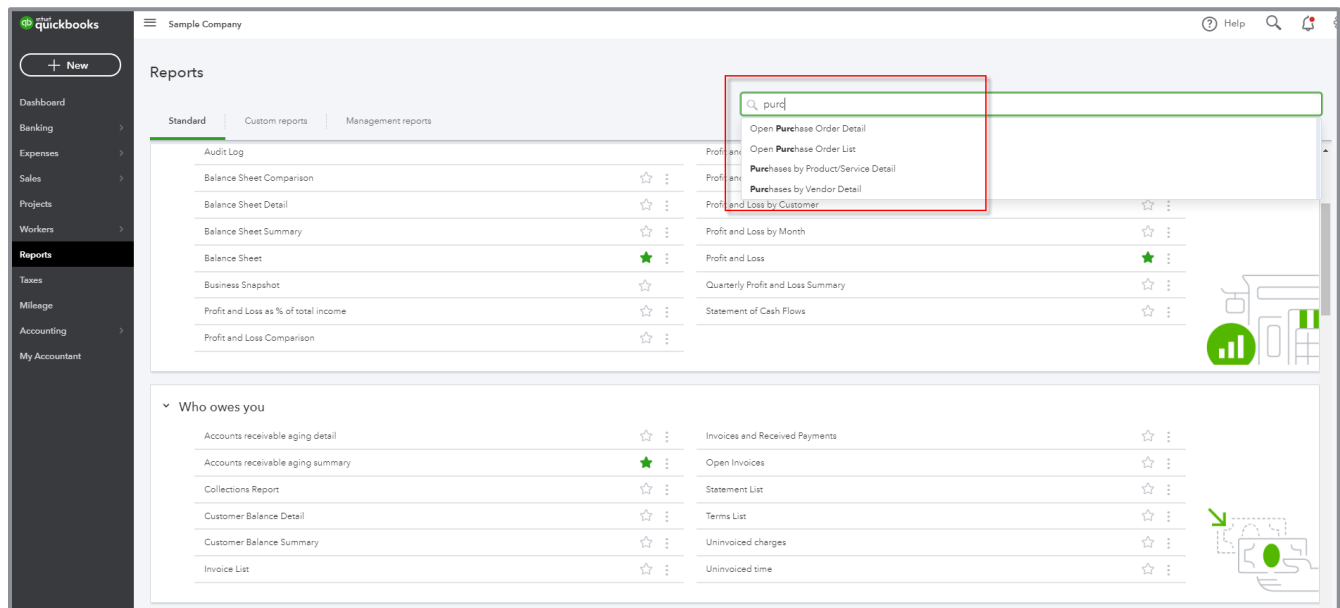 intuit
qb quickbooks
Sample Company
Help
+ New
Dashboard
Banking
Expenses
Sales
Projects
Workers
Reports
Taxes
Mileage
Accounting
My Accountant
Reports
Standard
Custom reports
Management reports
purc
Open Purchase Order Detail
Open Purchase Order List
Purchases by Product/Service Detail
Purchases by Vendor Detail
Audit Log
Balance Sheet Comparison
Balance Sheet Detail
Balance Sheet Summary
Balance Sheet
Business Snapshot
Profit and Loss as % of total income
Profit and Loss Comparison
Profit and
Profit and
Profit and Loss by Customer
Profit and Loss by Month
Profit and Loss
Quarterly Profit and Loss Summary
Statement of Cash Flows
Who owes you
Accounts receivable aging detail
Accounts receivable aging summary
Collections Report
Customer Balance Detail
Customer Balance Summary
Invoice List
Invoices and Received Payments
Open Invoices
Statement List
Terms List
Uninvoiced charges
Uninvoiced time